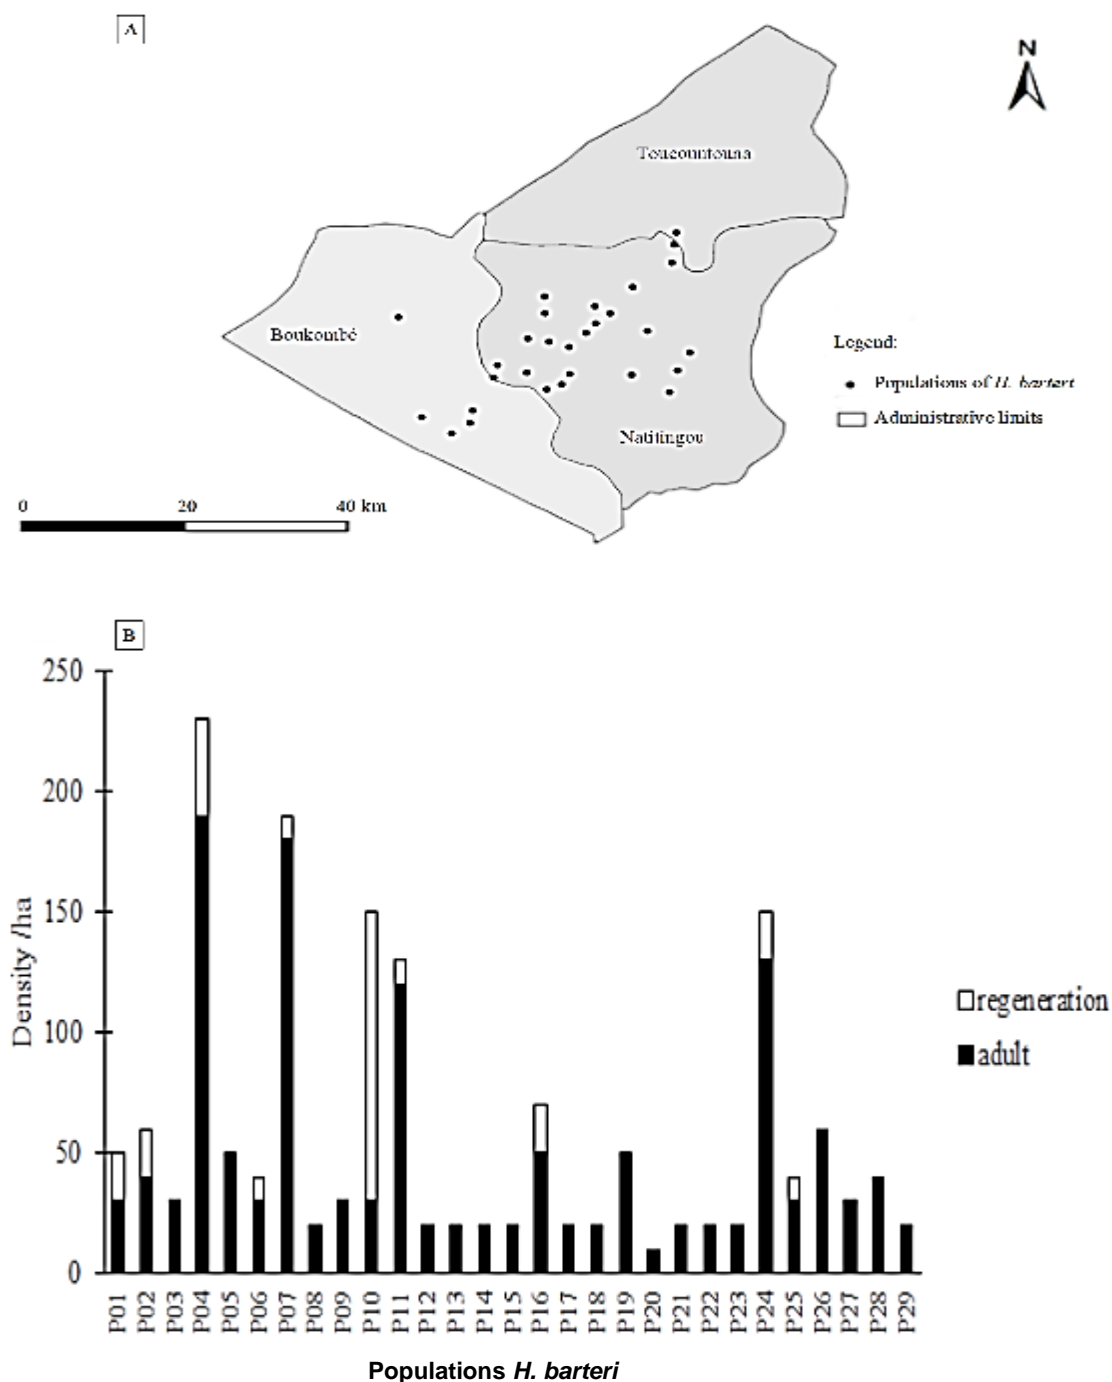 A
N
Toucountouna
Boukombé
Legend:
Populations of H. barteri
Natitingou
Administrative limits
0 20 40 km
B
250
200
150
100
50
0
Density /ha
regeneration
adult
P01 P02 P03 P04 P05 P06 P07 P08 P09 P10 P11 P12 P13 P14 P15 P16 P17 P18 P19 P20 P21 P22 P23 P24 P25 P26 P27 P28 P29
Populations H. barteri